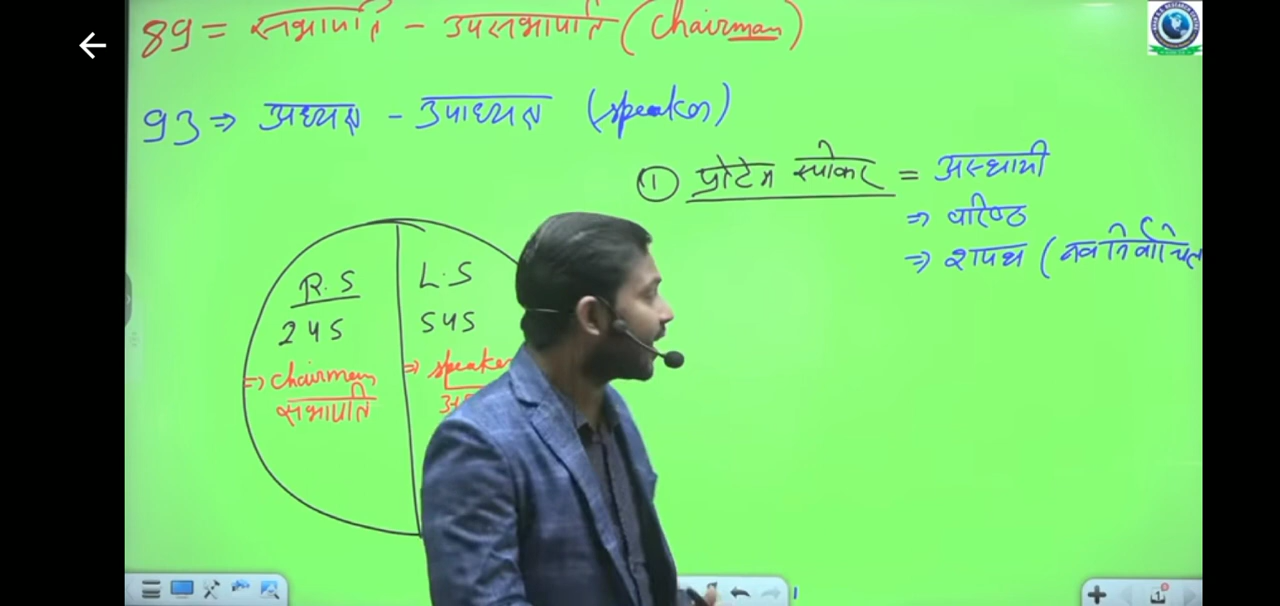 89 = सभापति - उपसभापति (Chairman)
93 ⇒ अध्यक्ष - उपाध्यक्ष (speaker)
① प्रोटेम स्पीकर = अस्थायी
⇒ वरिष्ठ
⇒ शपथ (नवनिर्वाचित
R.S
245
⇒ chairman
सभापति
L.S
545
⇒ speaker